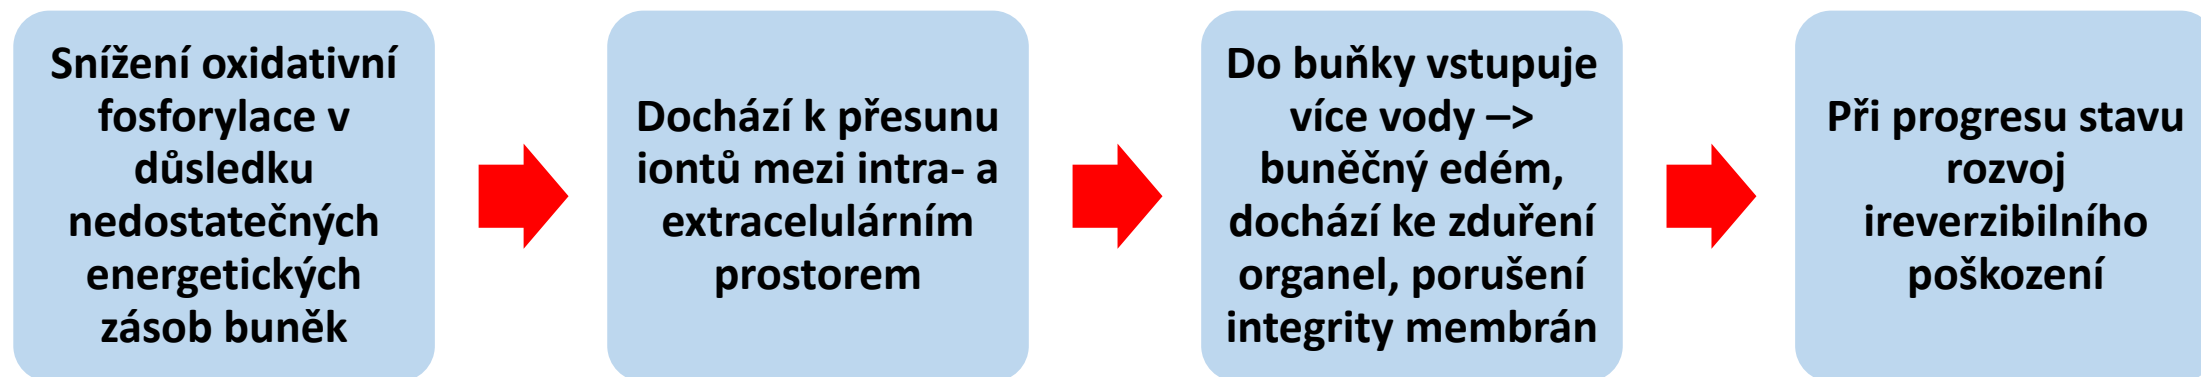 Snížení oxidativní
fosforylace v
důsledku
nedostatečných
energetických
zásob buněk
Dochází k přesunu
iontů mezi intra- a
extracelulárním
prostorem
Do buňky vstupuje
více vody –>
buněčný edém,
dochází ke zduření
organel, porušení
integrity membrán
Při progresu stavu
rozvoj
ireverzibilního
poškození